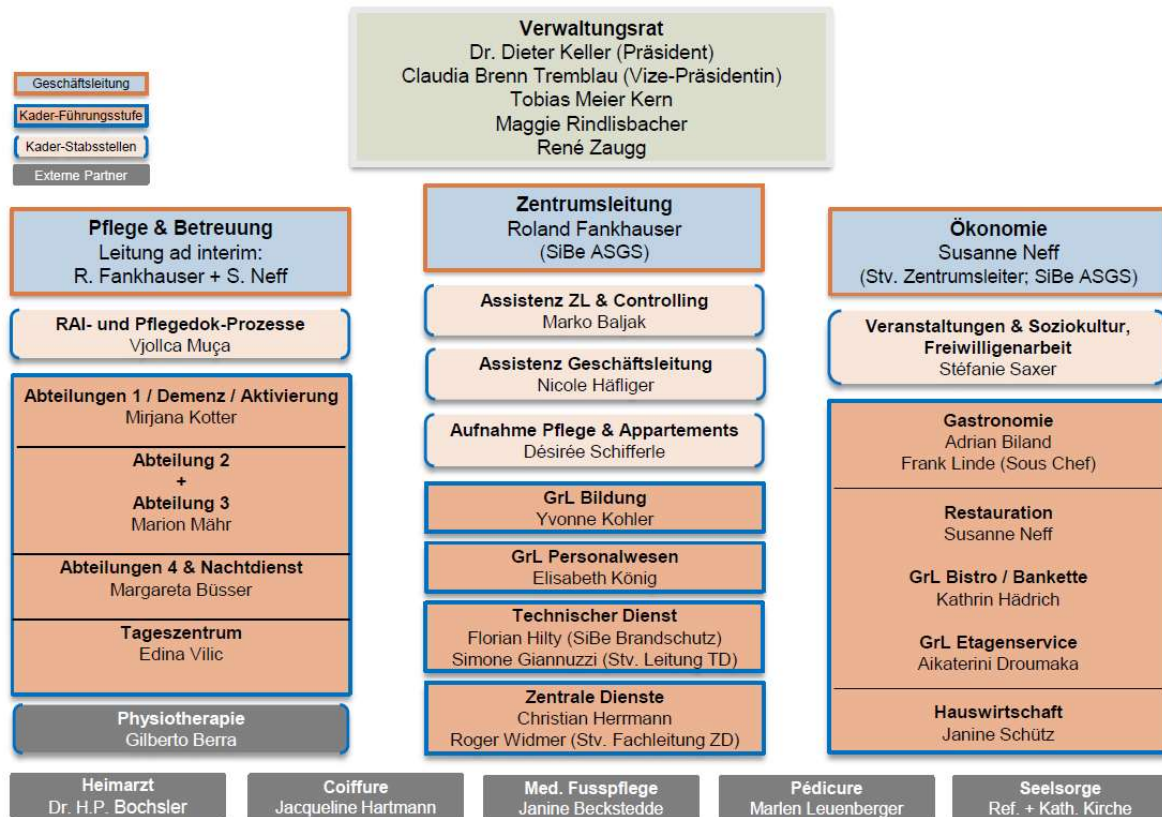 Verwaltungsrat
Dr. Dieter Keller (Präsident)
Claudia Brenn Tremblau (Vize-Präsidentin)
Tobias Meier Kern
Maggie Rindlisbacher
René Zaugg
Geschäftsleitung
Kader-Führungsstufe
Kader-Stabsstellen
Externe Partner
Pflege & Betreuung
Leitung ad interim:
R. Fankhauser + S. Neff
RAI- und Pflegedok-Prozesse
Vjollca Muça
Abteilungen 1 / Demenz / Aktivierung
Mirjana Kotter
Abteilung 2
+
Abteilung 3
Marion Mähr
Abteilungen 4 & Nachtdienst
Margareta Büsser
Tageszentrum
Edina Vilic
Physiotherapie
Gilberto Berra
Zentrumsleitung
Roland Fankhauser
(SiBe ASGS)
Assistenz ZL & Controlling
Marko Baljak
Assistenz Geschäftsleitung
Nicole Häfliger
Aufnahme Pflege & Appartements
Désirée Schifferle
GrL Bildung
Yvonne Kohler
GrL Personalwesen
Elisabeth König
Technischer Dienst
Florian Hilty (SiBe Brandschutz)
Simone Giannuzzi (Stv. Leitung TD)
Zentrale Dienste
Christian Herrmann
Roger Widmer (Stv. Fachleitung ZD)
Ökonomie
Susanne Neff
(Stv. Zentrumsleiter; SiBe ASGS)
Veranstaltungen & Soziokultur,
Freiwilligenarbeit
Stéfanie Saxer
Gastronomie
Adrian Biland
Frank Linde (Sous Chef)
Restauration
Susanne Neff
GrL Bistro / Bankette
Kathrin Hädrich
GrL Etagenservice
Aikaterini Droumaka
Hauswirtschaft
Janine Schütz
Heimarzt
Dr. H.P. Bochsler
Coiffure
Jacqueline Hartmann
Med. Fusspflege
Janine Beckstedde
Pédicure
Marlen Leuenberger
Seelsorge
Ref. + Kath. Kirche